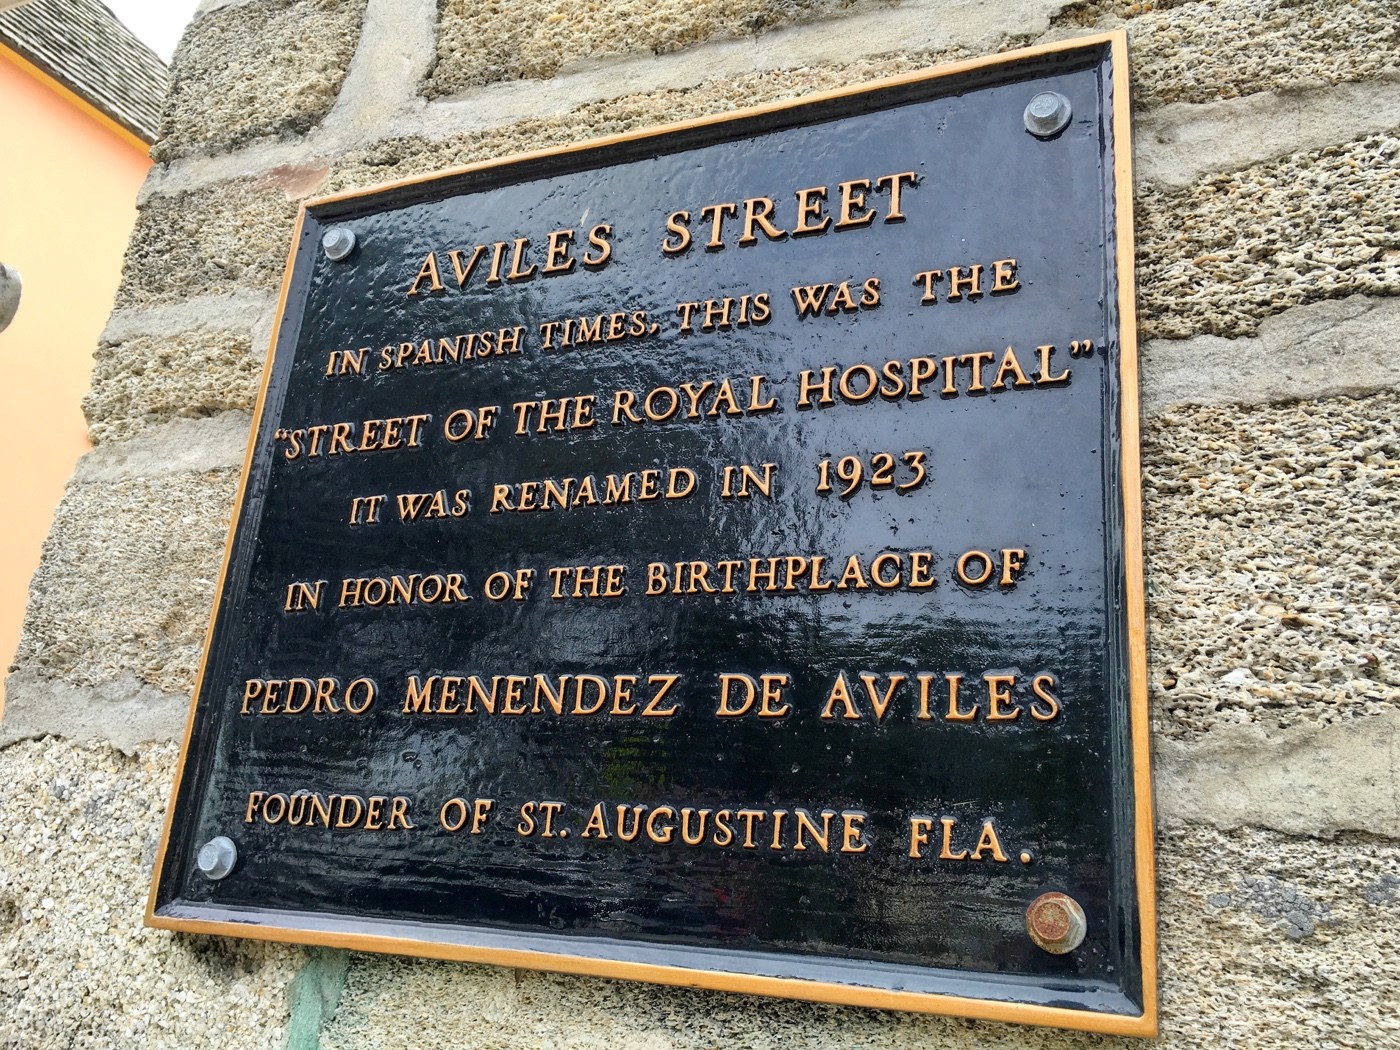 AVILES STREET
IN SPANISH TIMES, THIS WAS THE
"STREET OF THE ROYAL HOSPITAL"
IT WAS RENAMED IN 1923
IN HONOR OF THE BIRTHPLACE OF
PEDRO MENENDEZ DE AVILES
FOUNDER OF ST. AUGUSTINE FLA.